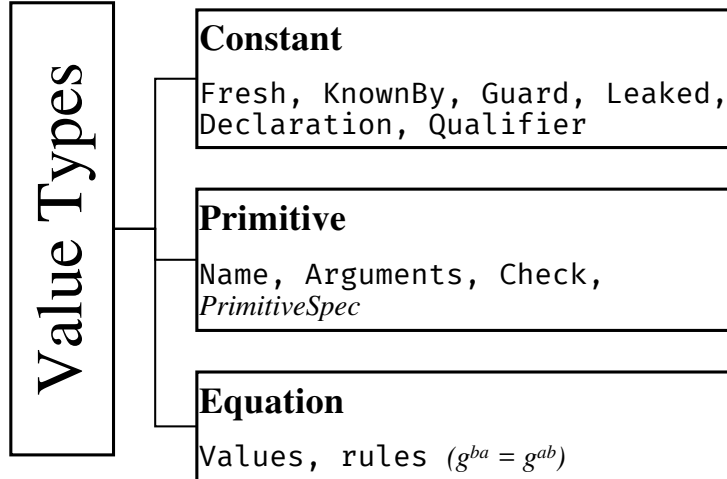 Value Types
Constant
Fresh, KnownBy, Guard, Leaked,
Declaration, Qualifier
Primitive
Name, Arguments, Check,
PrimitiveSpec
Equation
Values, rules (g^{ba} = g^{ab})